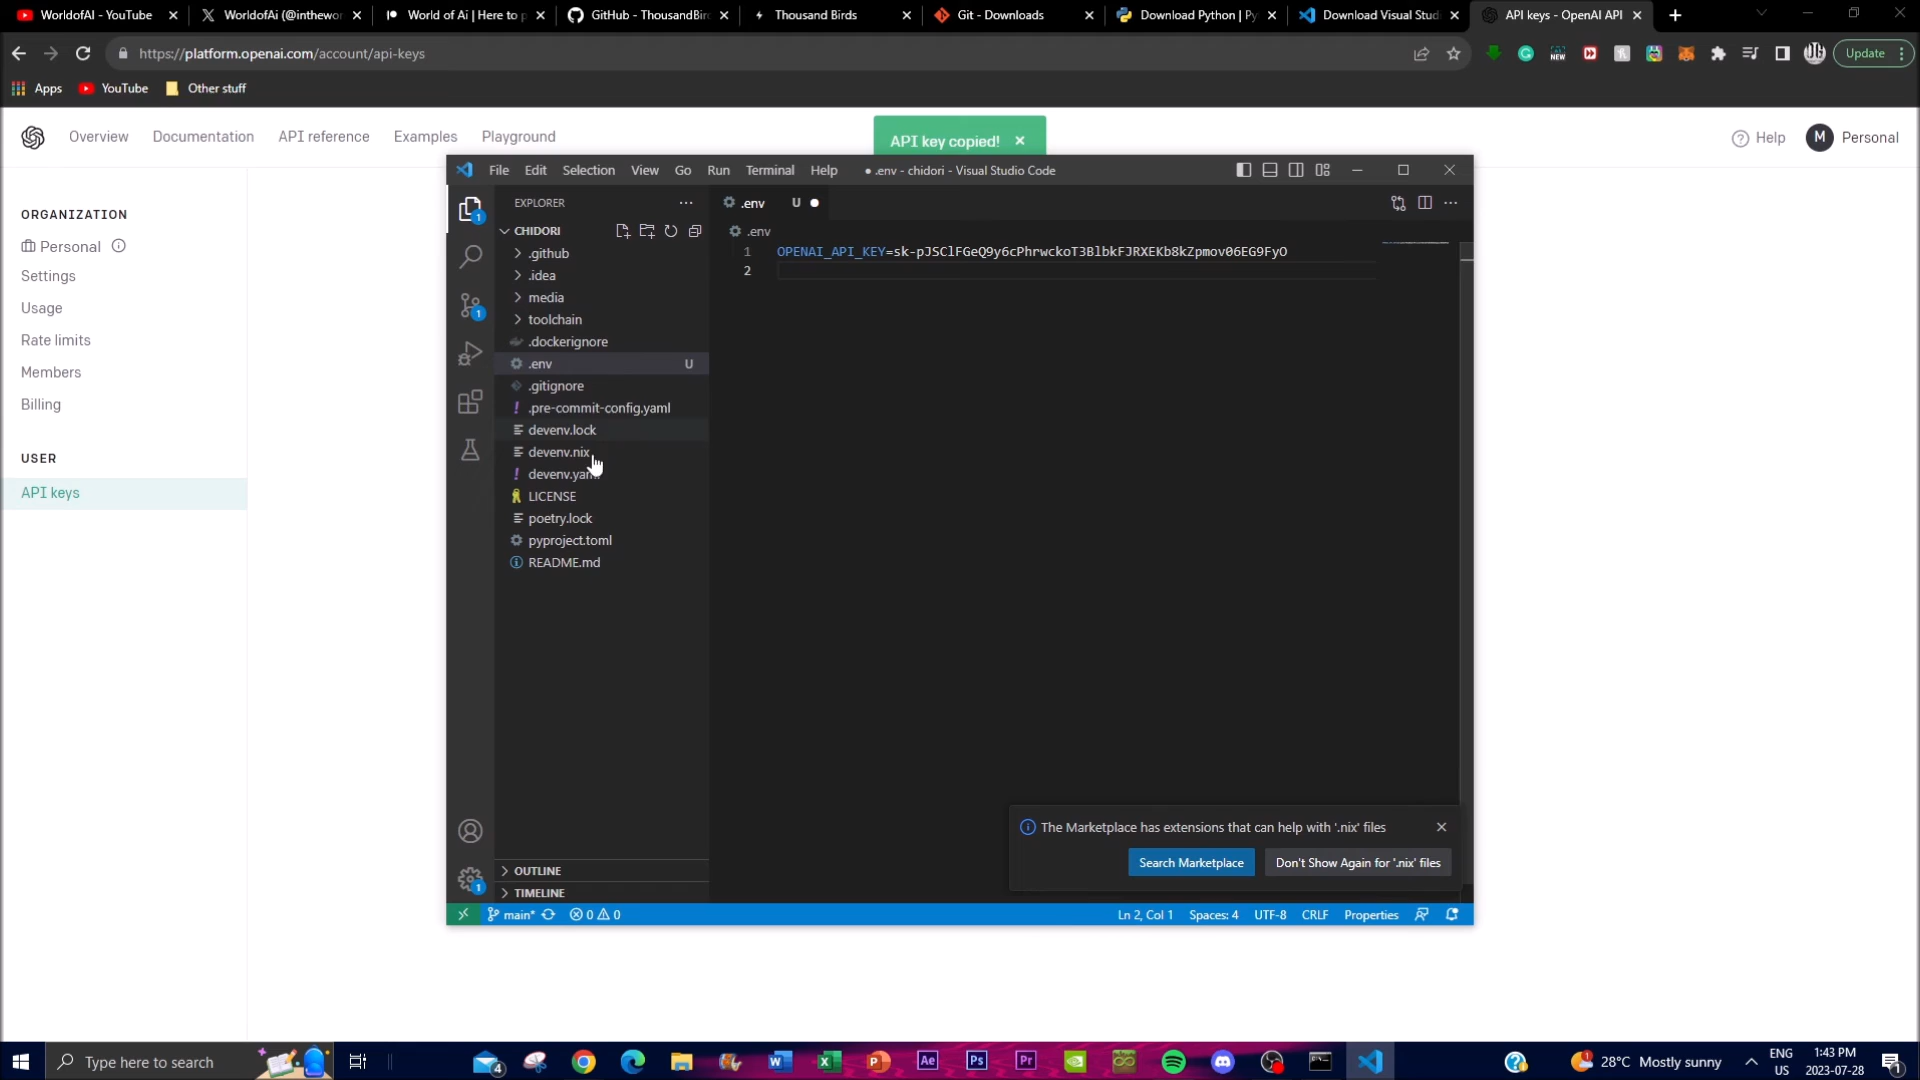 WorldofAI - YouTube
WorldofAi (@inthewor
World of Ai | Here to p
GitHub - ThousandBir
Thousand Birds
Git - Downloads
Download Python | Py
Download Visual Stud
API keys - OpenAI API
https://platform.openai.com/account/api-keys
NEW
Update
Apps
YouTube
Other stuff
Overview
Documentation
API reference
Examples
Playground
API key copied!
Help
M
Personal
ORGANIZATION
Personal
Settings
Usage
Rate limits
Members
Billing
USER
API keys
File Edit Selection View Go Run Terminal Help
● .env - chidori - Visual Studio Code
EXPLORER
CHIDORI
.github
.idea
media
toolchain
.dockerignore
.env U
.gitignore
.pre-commit-config.yaml
devenv.lock
devenv.nix
devenv.yaml
LICENSE
poetry.lock
pyproject.toml
README.md
OUTLINE
TIMELINE
.env U
.env
1 OPENAI_API_KEY=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
2
The Marketplace has extensions that can help with '.nix' files
Search Marketplace
Don't Show Again for '.nix' files
main* 0 0
Ln 2, Col 1 Spaces: 4 UTF-8 CRLF Properties
Type here to search
28°C Mostly sunny
ENG
US
1:43 PM
2023-07-28